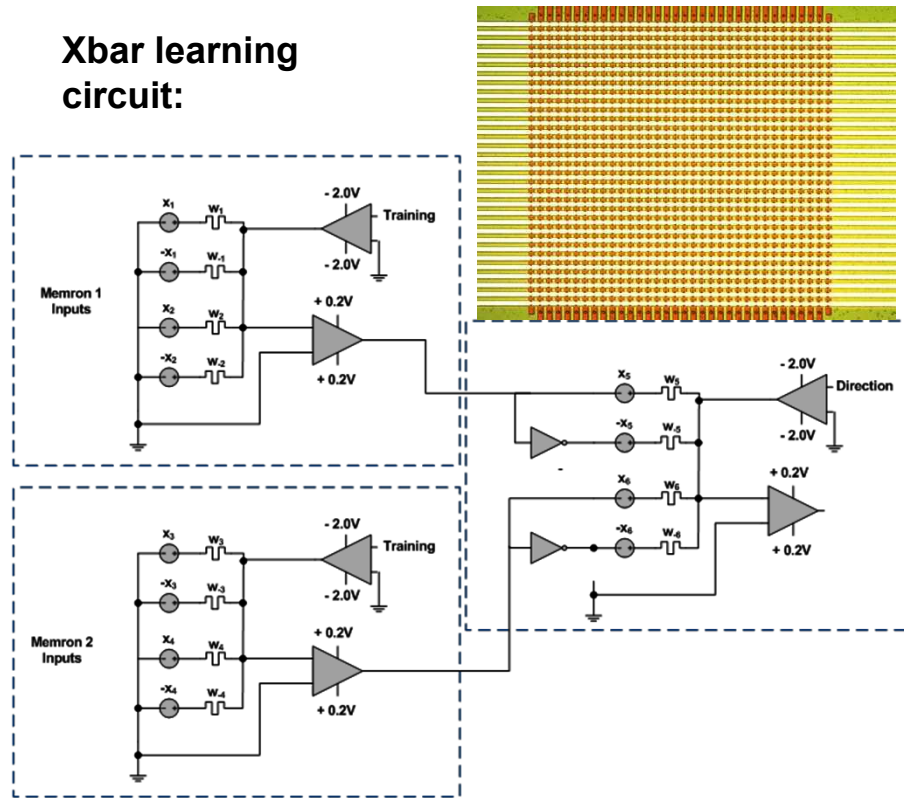 Xbar learning
circuit:
x1
w1
- 2.0V
Training
- 2.0V
-x1
w-1
Memron 1
Inputs
x2
w2
+ 0.2V
-x2
w-2
+ 0.2V
x5
w5
- 2.0V
Direction
- 2.0V
-x5
w-5
-
x6
w6
+ 0.2V
-x6
w-6
+ 0.2V
x3
w3
- 2.0V
Training
- 2.0V
-x3
w-3
Memron 2
Inputs
x4
w4
+ 0.2V
-x4
w-4
+ 0.2V